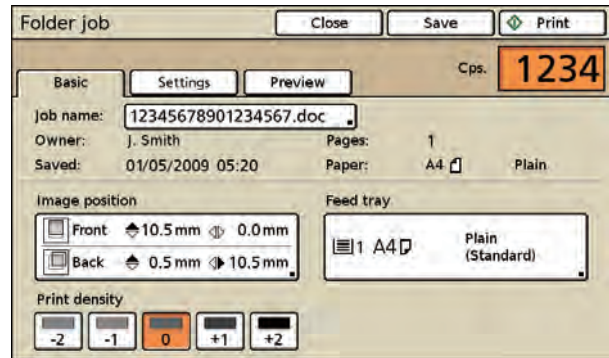 Folder job Close Save Print
Cps. 1234
Basic Settings Preview
Job name: 12345678901234567.doc
Owner: J. Smith Pages: 1
Saved: 01/05/2009 05:20 Paper: A4 Plain
Image position Feed tray
Front 10.5 mm 0.0 mm
Back 0.5 mm 10.5 mm
1 A4 Plain
(Standard)
Print density
-2 -1 0 +1 +2